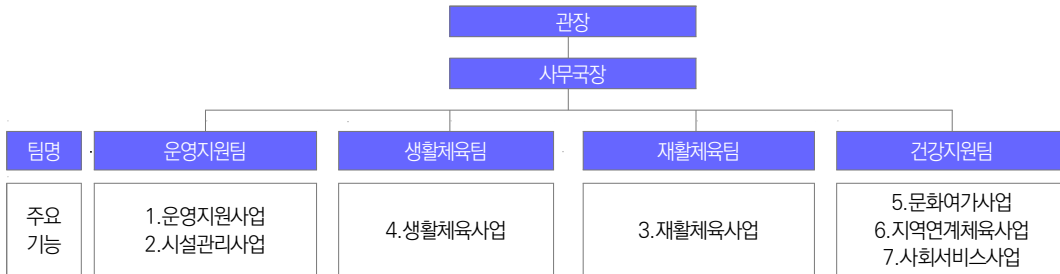 관장
사무국장
팀명
운영지원팀
생활체육팀
재활체육팀
건강지원팀
주요
기능
1.운영지원사업
2.시설관리사업
4.생활체육사업
3.재활체육사업
5.문화여가사업
6.지역연계체육사업
7.사회서비스사업